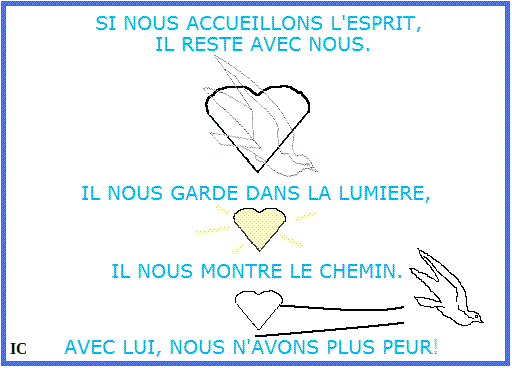 SI NOUS ACCUEILLONS L'ESPRIT,
IL RESTE AVEC NOUS.
IL NOUS GARDE DANS LA LUMIERE,
IL NOUS MONTRE LE CHEMIN.
IC
AVEC LUI, NOUS N'AVONS PLUS PEUR!